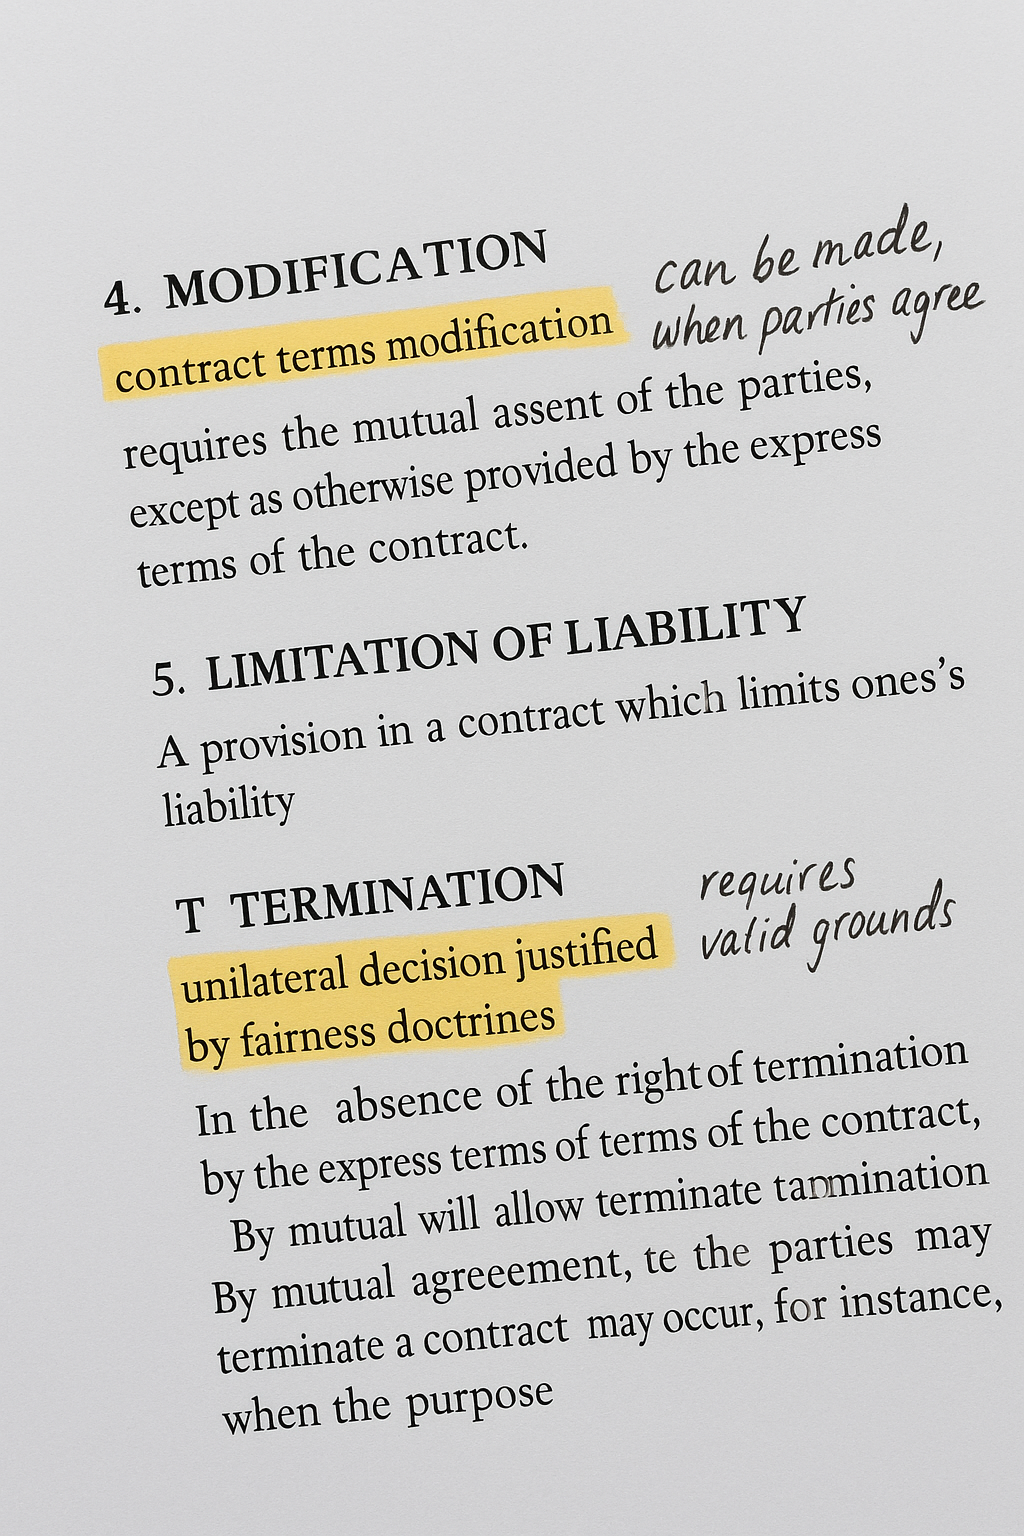 4. MODIFICATION
can be made,
when parties agree
contract terms modification
requires the mutual assent of the parties,
except as otherwise provided by the express
terms of the contract.
5. LIMITATION OF LIABILITY
A provision in a contract which limits ones's
liability
T TERMINATION
requires
valid grounds
unilateral decision justified
by fairness doctrines
In the absence of the right of termination
by the express terms of terms of the contract,
By mutual will allow terminate tanmination
By mutual agreeement, te the parties may
terminate a contract may occur, for instance,
when the purpose